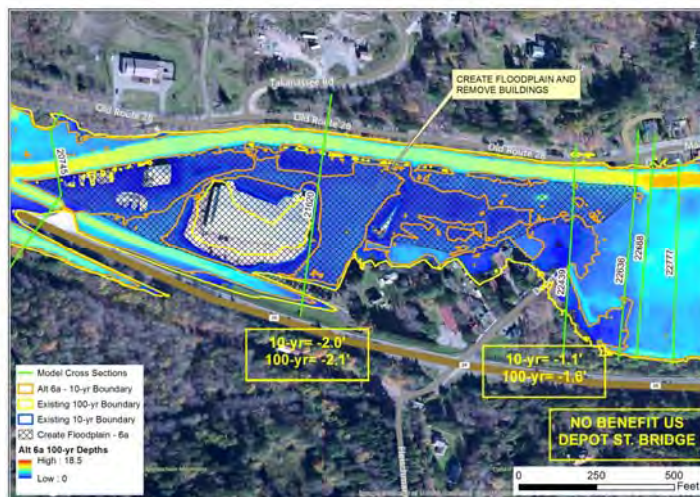 Takanassee Rd
CREATE FLOODPLAIN AND
REMOVE BUILDINGS
Old Route 28
Old Route 28
Old Route 28
20745
22439
22636
22668
22777
10-yr= -2.0'
100-yr= -2.1'
10-yr= -1.1'
100-yr= -1.6'
NO BENEFIT US
DEPOT ST. BRIDGE
Model Cross Sections
Alt 6a - 10-yr Boundary
Existing 100-yr Boundary
Existing 10-yr Boundary
Create Floodplain - 6a
Alt 6a 100-yr Depths
High : 18.5
Low : 0
0 250 500
Feet